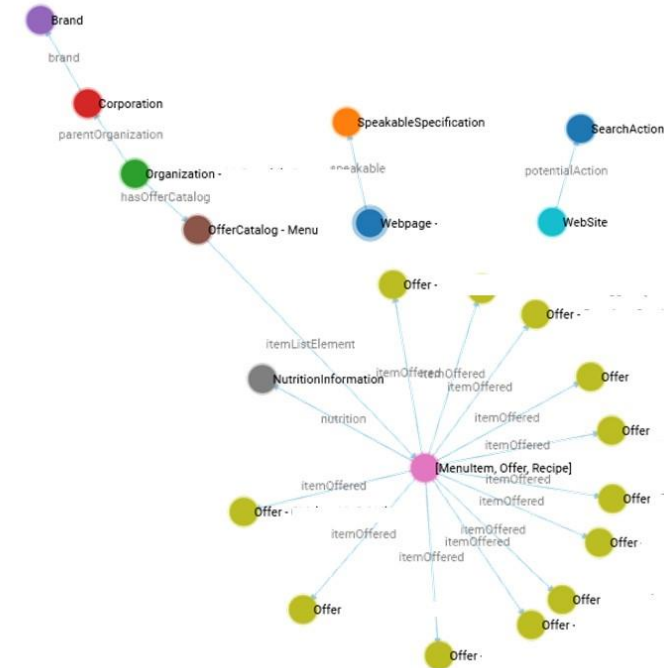 Brand
brand
Corporation
parentOrganization
SpeakableSpecification
SearchAction
Organization -
speakable
potentialAction
hasOfferCatalog
OfferCatalog - Menu
Webpage -
WebSite
Offer -
Offer -
itemListElement
itemOffered
itemOffered
itemOffered
NutritionInformation
Offer
nutrition
itemOffered
Offer
itemOffered
[MenuItem, Offer, Recipe]
itemOffered
itemOffered
Offer
itemOffered
Offer -
itemOffered
itemOffered
itemOffered
Offer
itemOffered
Offer
Offer
Offer -
Offer -